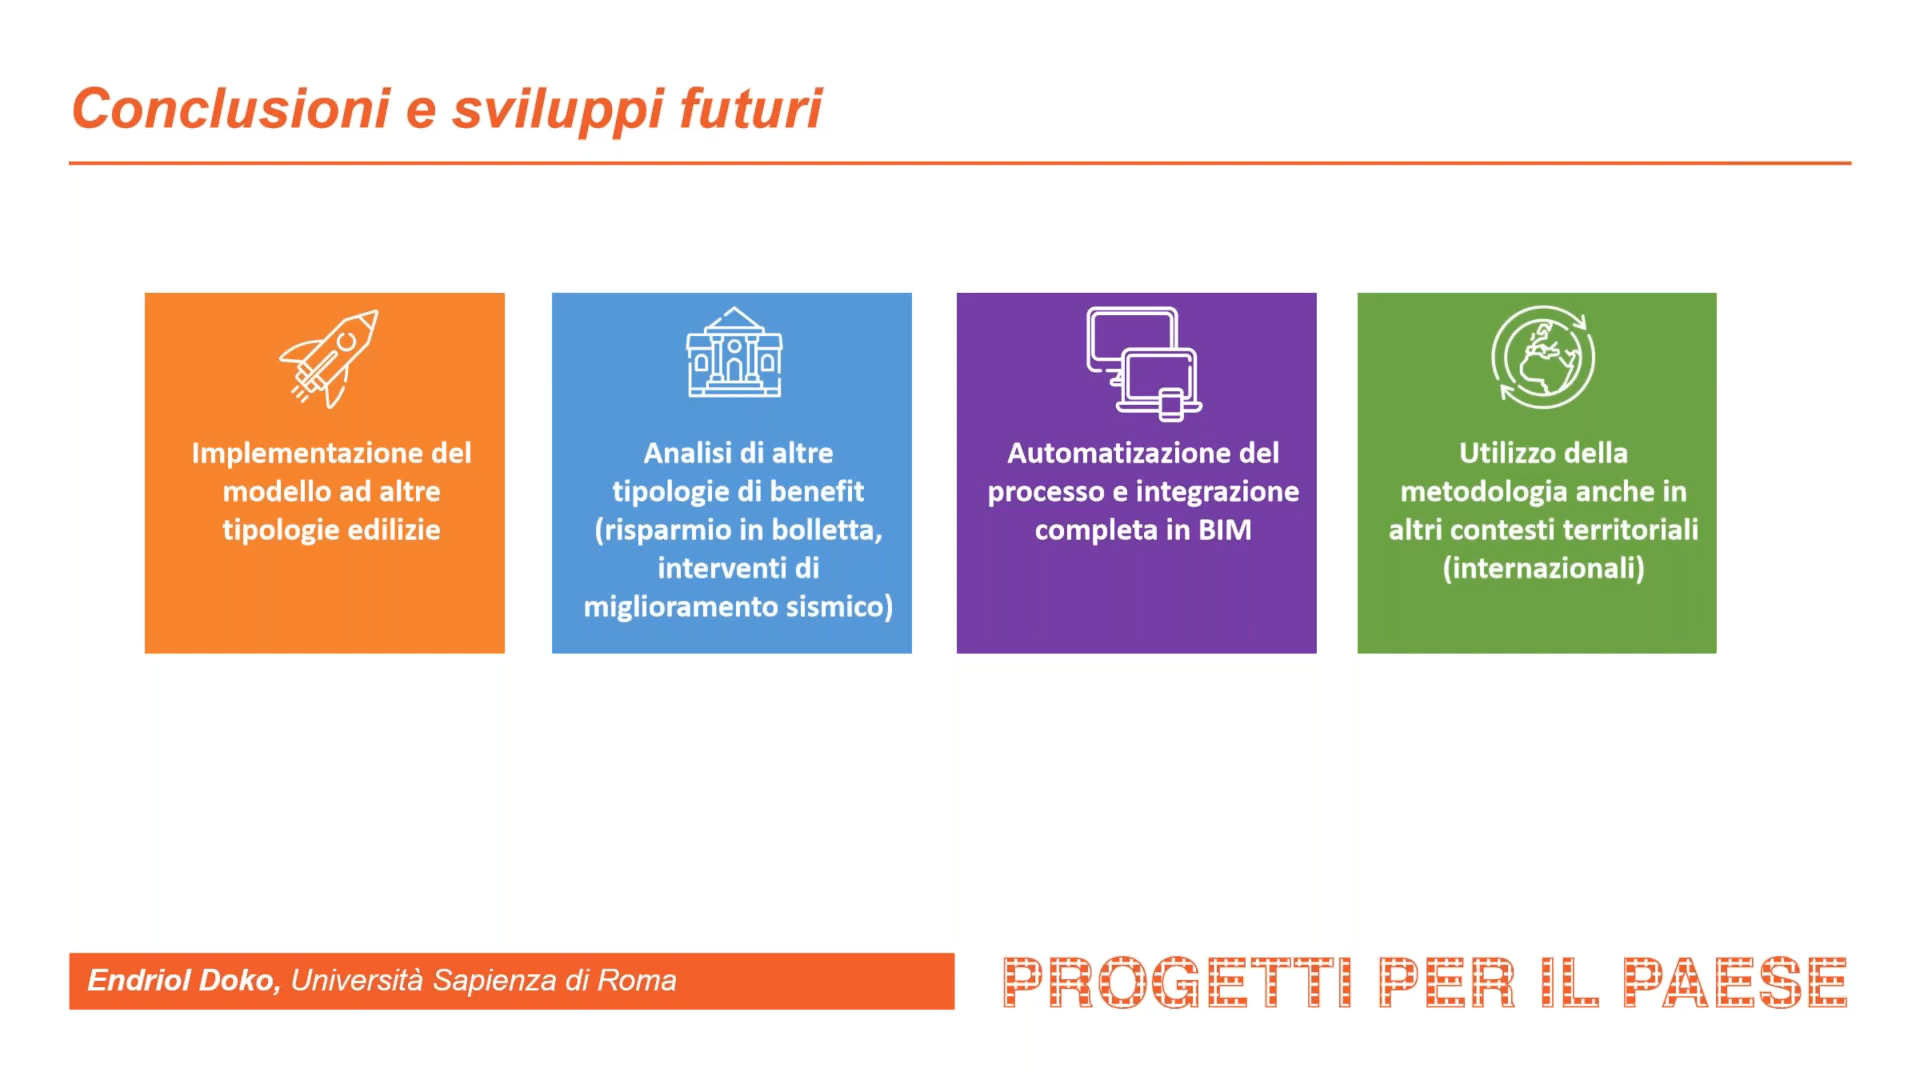 Conclusioni e sviluppi futuri
Implementazione del
modello ad altre
tipologie edilizie
Analisi di altre
tipologie di benefit
(risparmio in bolletta,
interventi di
miglioramento sismico)
Automatizazione del
processo e integrazione
completa in BIM
Utilizzo della
metodologia anche in
altri contesti territoriali
(internazionali)
Endriol Doko, Università Sapienza di Roma
PROGETTI PER IL PAESE